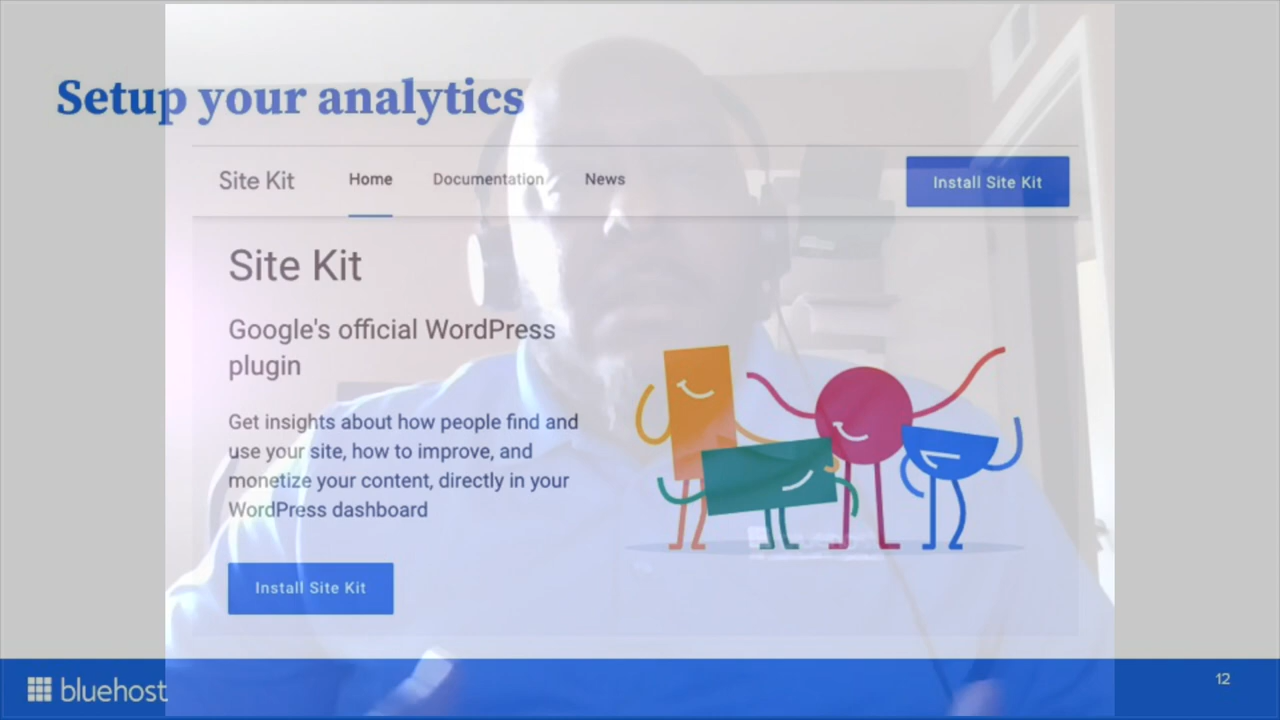 Setup your analytics
Site Kit Home Documentation News Install Site Kit
Site Kit
Google's official WordPress
plugin
Get insights about how people find and
use your site, how to improve, and
monetize your content, directly in your
WordPress dashboard
Install Site Kit
bluehost
12